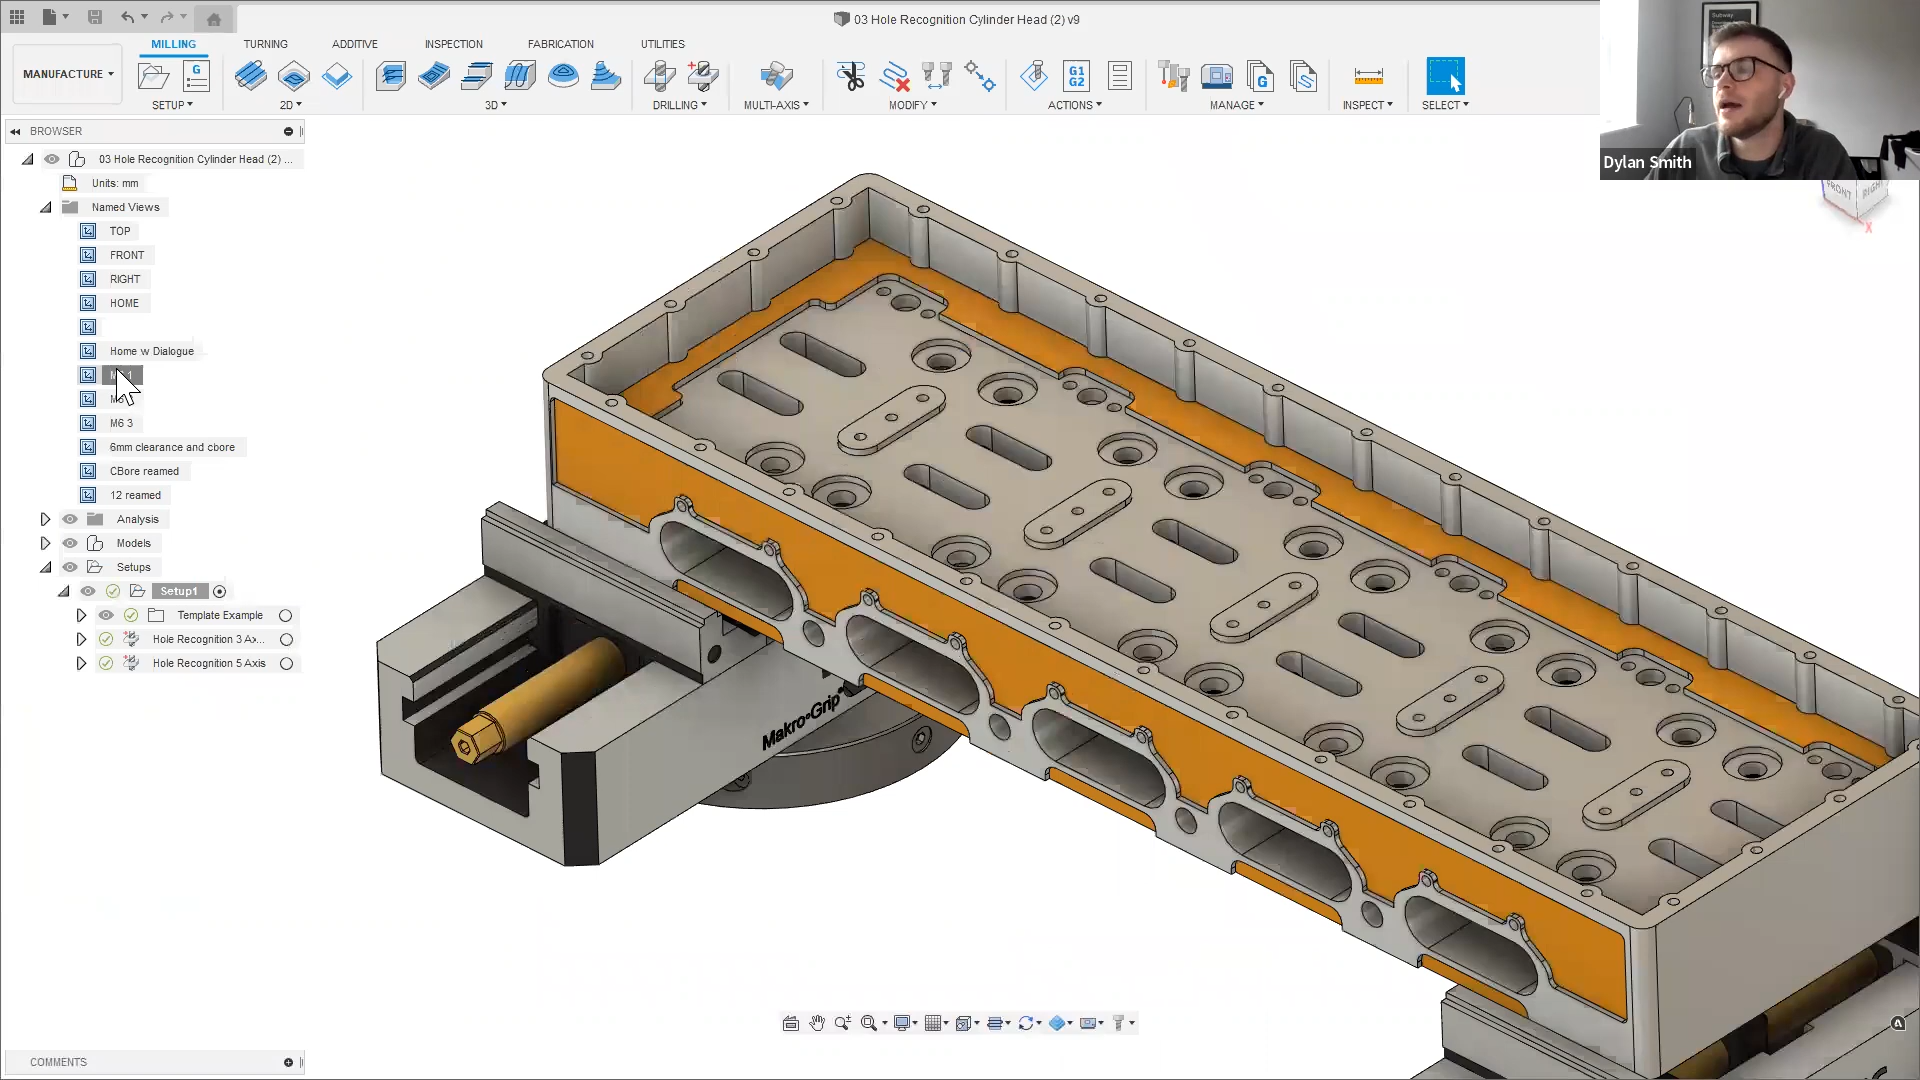 03 Hole Recognition Cylinder Head (2) v9
MILLING
TURNING
ADDITIVE
INSPECTION
FABRICATION
UTILITIES
MANUFACTURE
G
G1
G2
G
SETUP
2D
3D
DRILLING
MULTI-AXIS
MODIFY
ACTIONS
MANAGE
INSPECT
SELECT
Subway
Dylan Smith
FRONT
RIGHT
X
BROWSER
03 Hole Recognition Cylinder Head (2) ...
Units: mm
Named Views
TOP
FRONT
RIGHT
HOME
Home w Dialogue
M6 3
6mm clearance and cbore
CBore reamed
12 reamed
Analysis
Models
Setups
Setup1
Template Example
Hole Recognition 3 Ax...
Hole Recognition 5 Axis
Makro•Grip®
COMMENTS